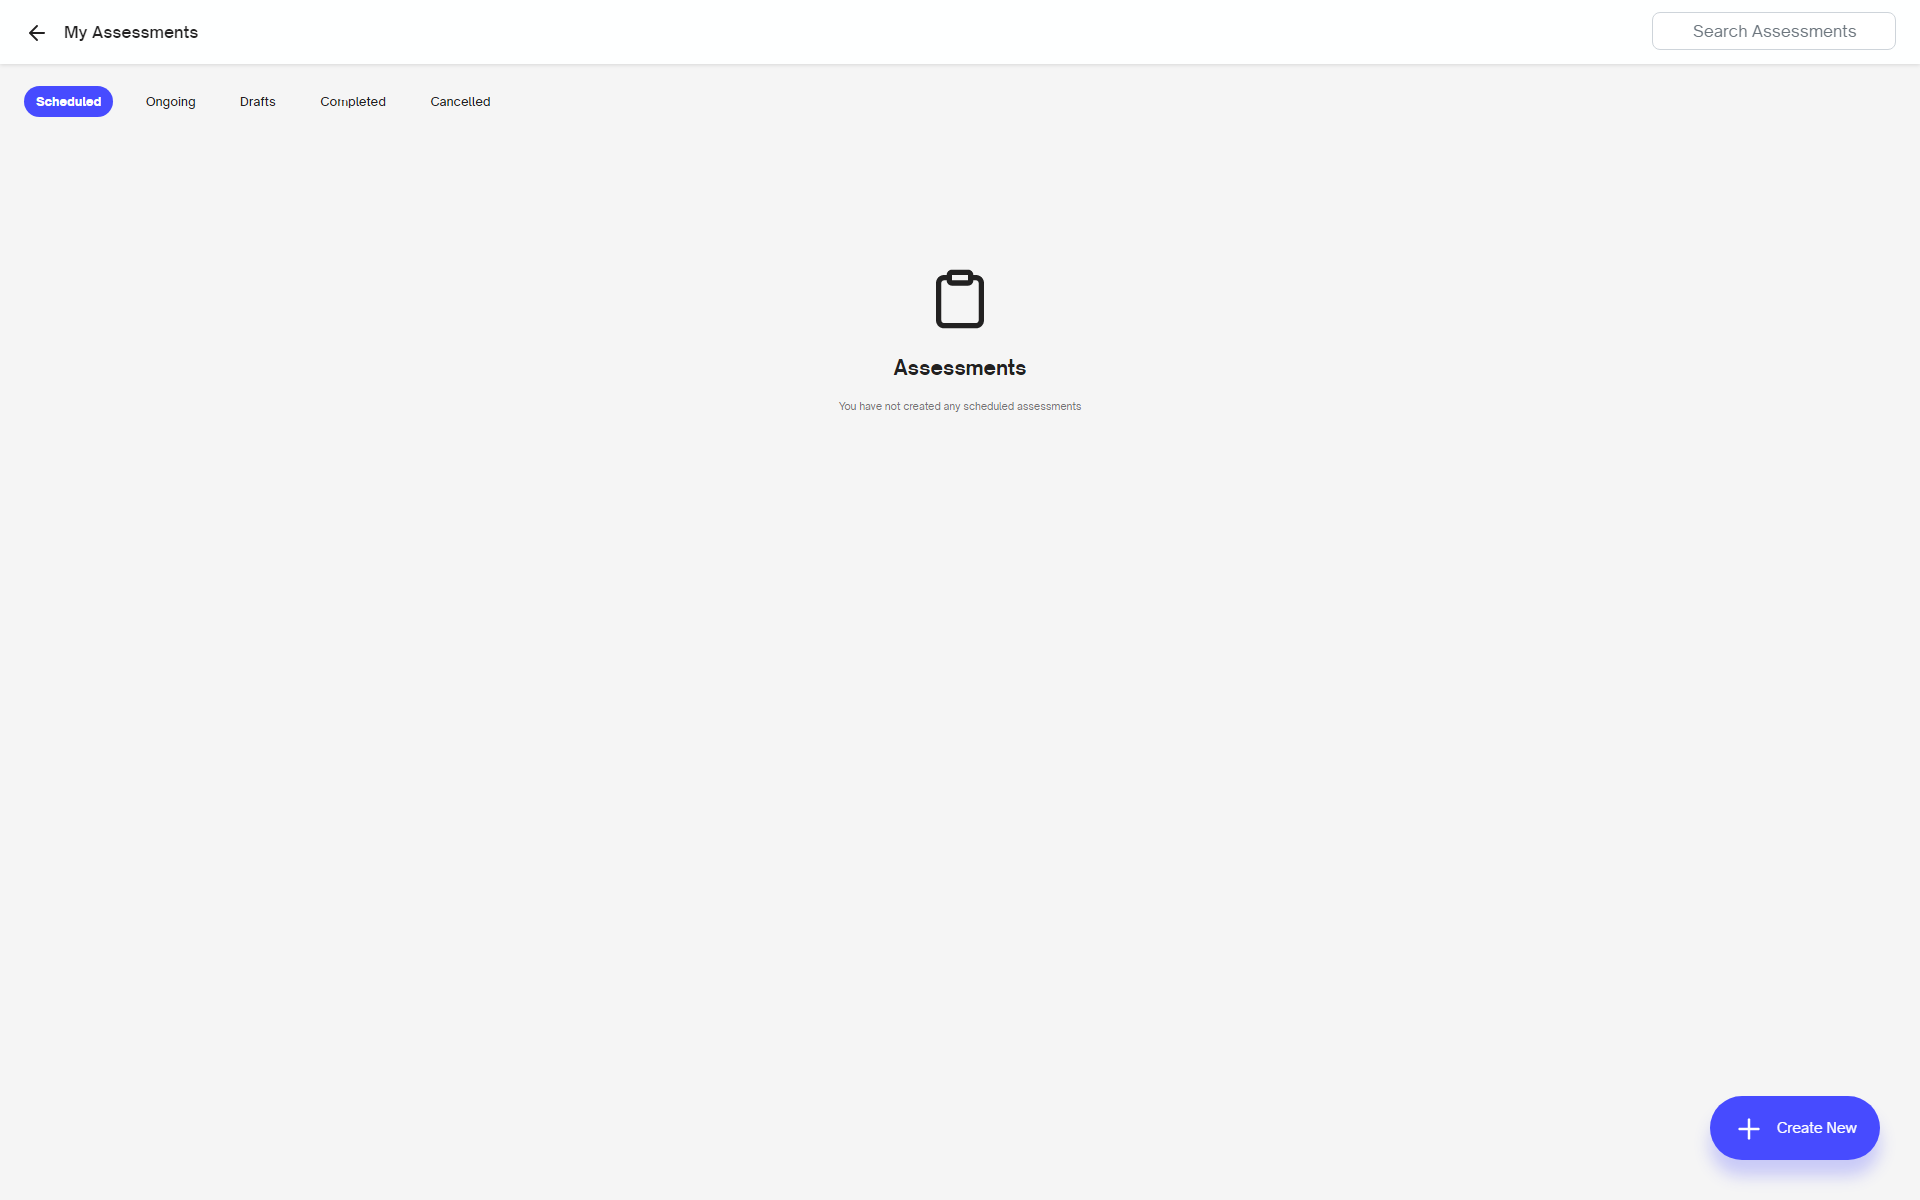 My Assessments
Search Assessments
Scheduled
Ongoing
Drafts
Completed
Cancelled
Assessments
You have not created any scheduled assessments
Create New